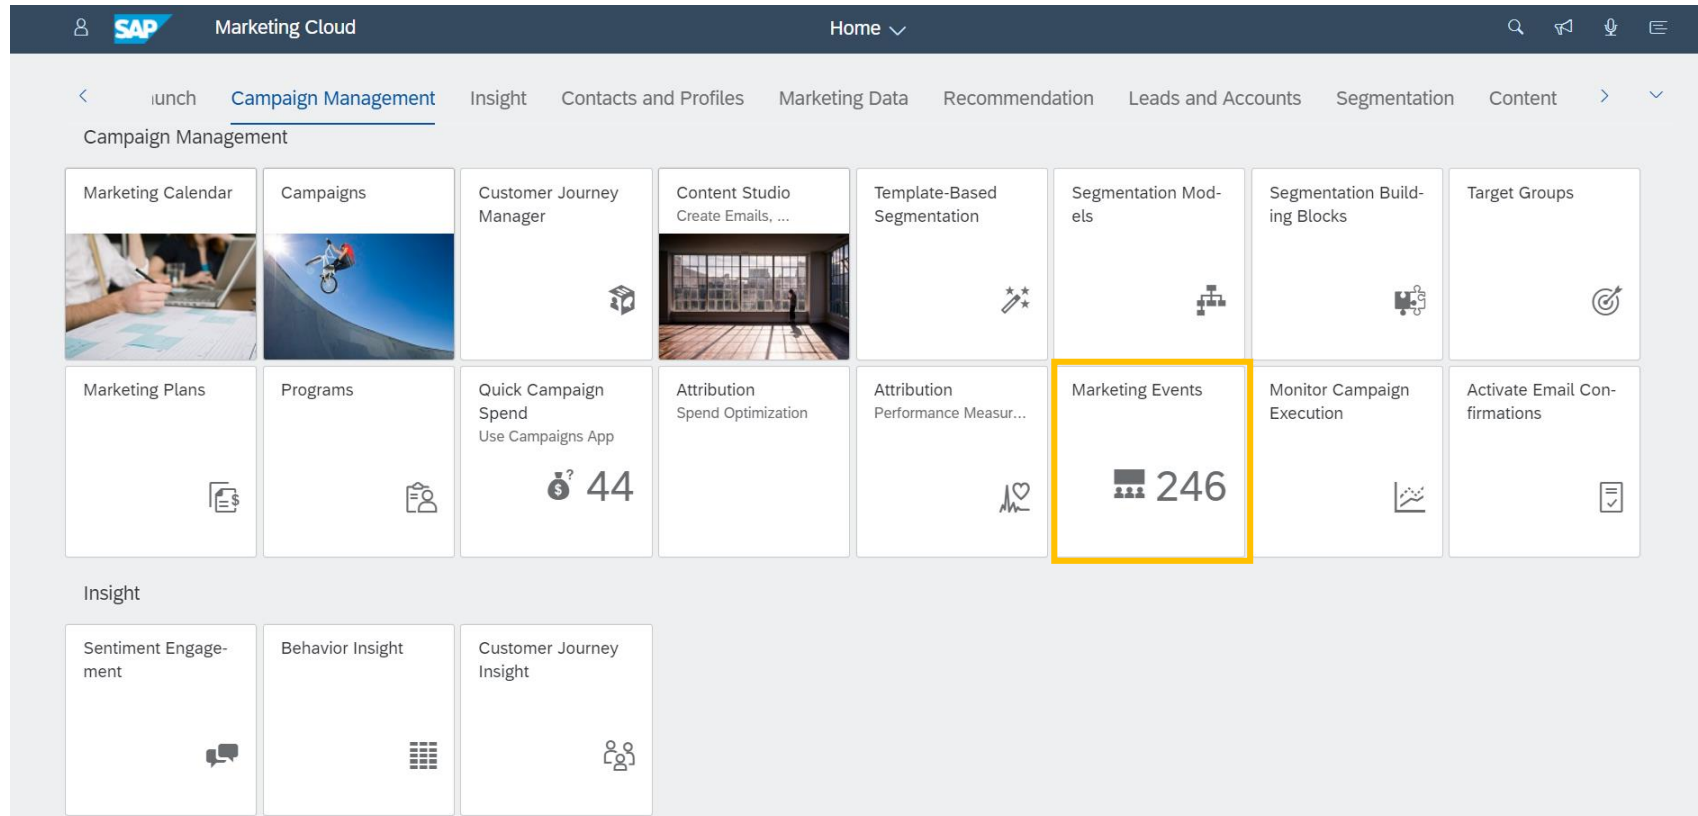 SAP Marketing Cloud Home
Campaign Management Insight Contacts and Profiles Marketing Data Recommendation Leads and Accounts Segmentation Content
Campaign Management
Marketing Calendar
Campaigns
Customer Journey
Manager
Content Studio
Create Emails, ...
Template-Based
Segmentation
Segmentation Mod-
els
Segmentation Build-
ing Blocks
Target Groups
Marketing Plans
Programs
Quick Campaign
Spend
Use Campaigns App
44
Attribution
Spend Optimization
Attribution
Performance Measur...
Marketing Events
246
Monitor Campaign
Execution
Activate Email Con-
firmations
Insight
Sentiment Engage-
ment
Behavior Insight
Customer Journey
Insight